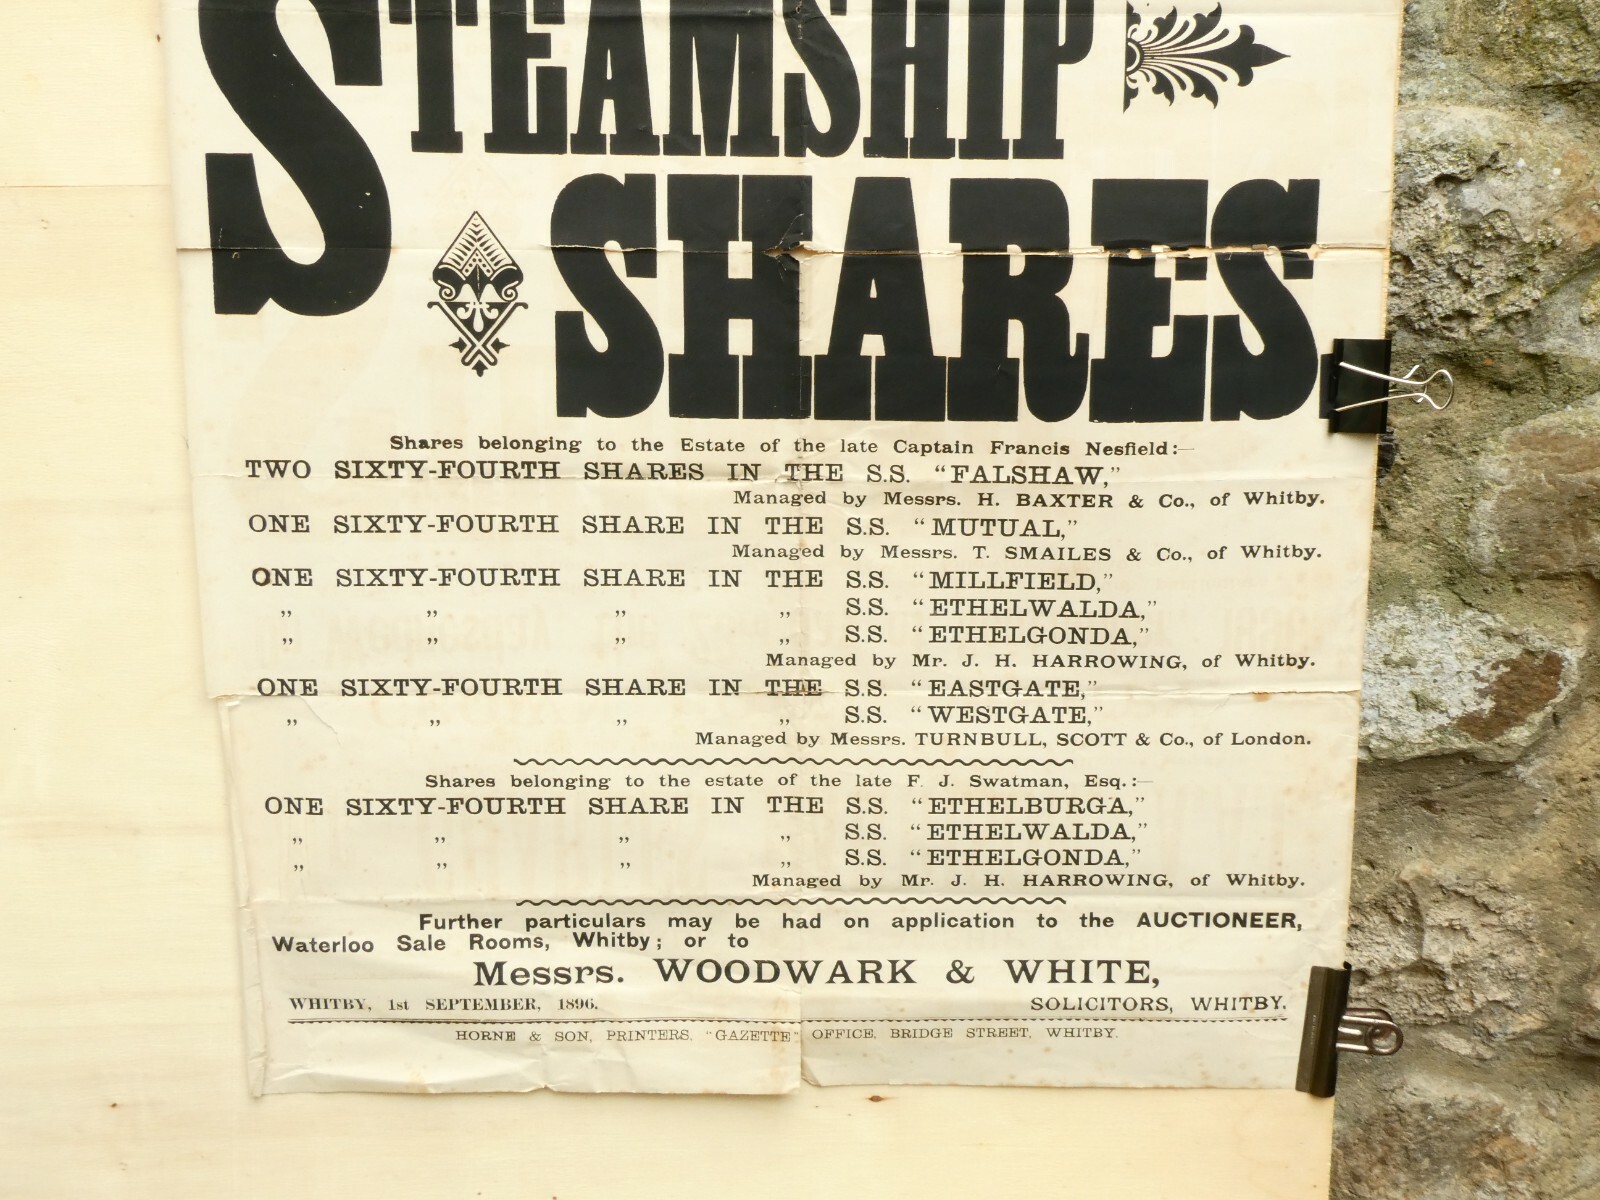 STEAMSHIP
SHARES.
Shares belonging to the Estate of the late Captain Francis Nesfield:—
TWO SIXTY-FOURTH SHARES IN THE S.S. “FALSHAW,”
Managed by Messrs. H. BAXTER & Co., of Whitby.
ONE SIXTY-FOURTH SHARE IN THE S.S. “MUTUAL,”
Managed by Messrs. T. SMAILES & Co., of Whitby.
ONE SIXTY-FOURTH SHARE IN THE S.S. “MILLFIELD,”
„ „ „ „ S.S. “ETHELWALDA,”
„ „ „ „ S.S. “ETHELGONDA,”
Managed by Mr. J. H. HARROWING, of Whitby.
ONE SIXTY-FOURTH SHARE IN THE S.S. “EASTGATE,”
„ „ „ „ S.S. “WESTGATE,”
Managed by Messrs. TURNBULL, SCOTT & Co., of London.
Shares belonging to the estate of the late F. J. Swatman, Esq.:—
ONE SIXTY-FOURTH SHARE IN THE S.S. “ETHELBURGA,”
„ „ „ „ S.S. “ETHELWALDA,”
„ „ „ „ S.S. “ETHELGONDA,”
Managed by Mr. J. H. HARROWING, of Whitby.
Further particulars may be had on application to the AUCTIONEER,
Waterloo Sale Rooms, Whitby; or to
Messrs. WOODWARK & WHITE,
WHITBY, 1st SEPTEMBER, 1896. SOLICITORS, WHITBY.
HORNE & SON, PRINTERS, “GAZETTE” OFFICE, BRIDGE STREET, WHITBY.